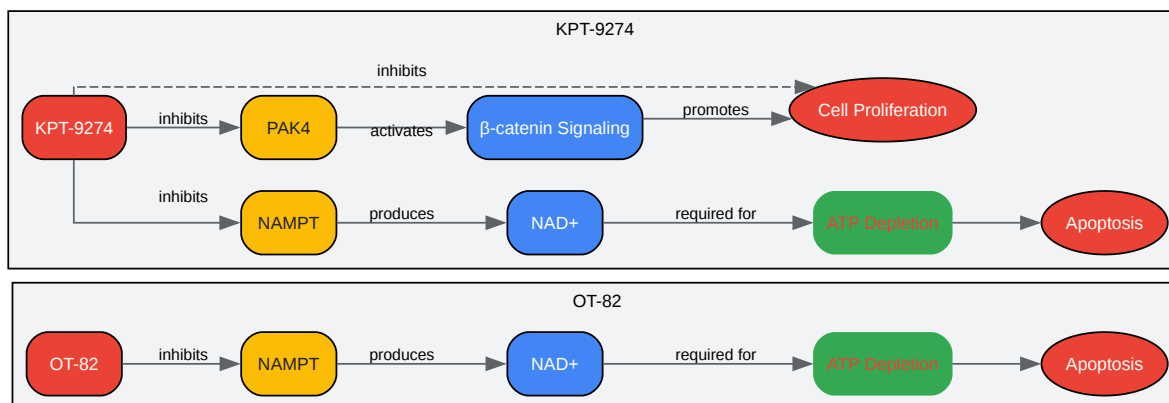 KPT-9274
inhibits
KPT-9274
inhibits
PAK4
activates
β-catenin Signaling
promotes
Cell Proliferation
inhibits
NAMPT
produces
NAD+
required for
ATP Depletion
Apoptosis
OT-82
OT-82
inhibits
NAMPT
produces
NAD+
required for
ATP Depletion
Apoptosis